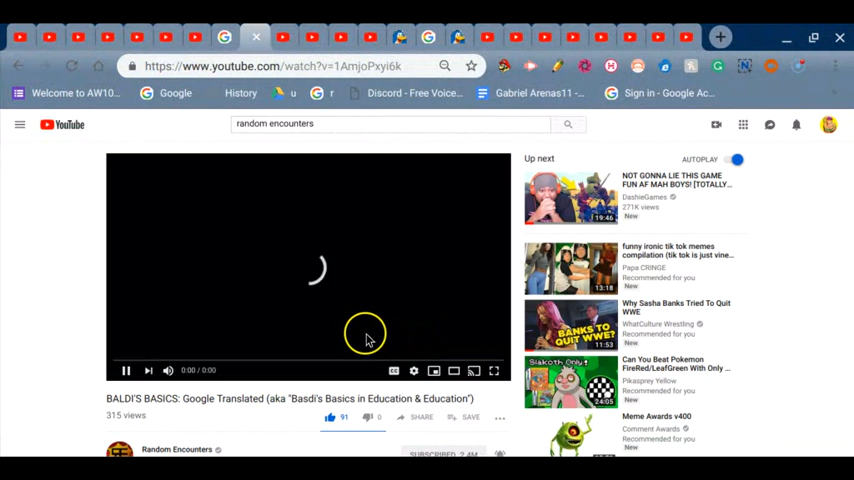 https://www.youtube.com/watch?v=1AmjoPxyi6k
Welcome to AW10...
Google
History
u
r
Discord - Free Voice...
Gabriel Arenas11 -...
Sign in - Google Ac...
YouTube
random encounters
Up next
AUTOPLAY
NOT GONNA LIE THIS GAME
FUN AF MAH BOYS! [TOTALLY...
DashieGames
271K views
New
19:46
funny ironic tik tok memes
compilation (tik tok is just vine...
Papa CRINGE
Recommended for you
New
13:18
Why Sasha Banks Tried To Quit
WWE
WhatCulture Wrestling
Recommended for you
New
BANKS TO
QUIT WWE?
11:53
Can You Beat Pokemon
FireRed/LeafGreen With Only ...
Pikasprey Yellow
Recommended for you
New
Slakoth Only!
24:05
Meme Awards v400
Comment Awards
Recommended for you
New
0:00 / 0:00
BALDI'S BASICS: Google Translated (aka "Basdi's Basics in Education & Education")
315 views
91
0
SHARE
SAVE
Random Encounters
SUBSCRIBED 2.4M